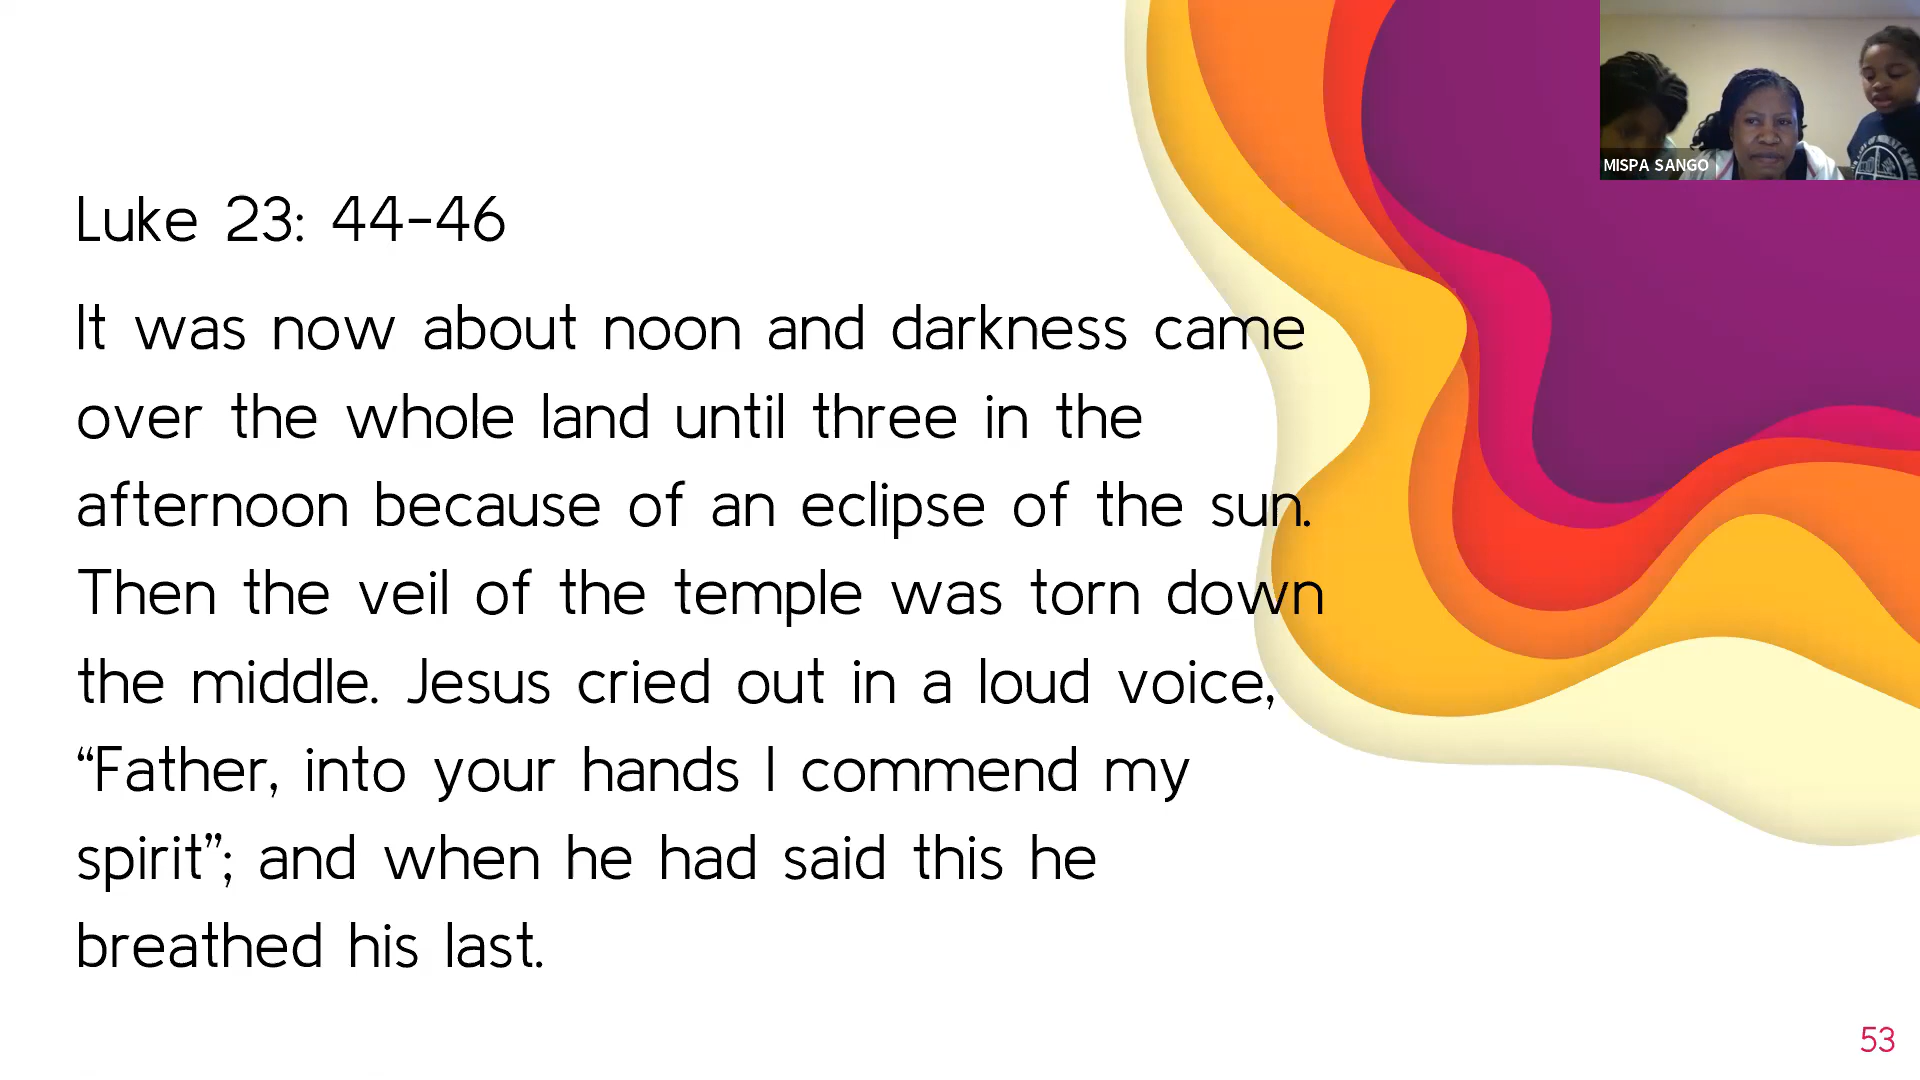 MISPA SANGO
Luke 23: 44-46
It was now about noon and darkness came
over the whole land until three in the
afternoon because of an eclipse of the sun.
Then the veil of the temple was torn down
the middle. Jesus cried out in a loud voice,
“Father, into your hands I commend my
spirit”; and when he had said this he
breathed his last.
53